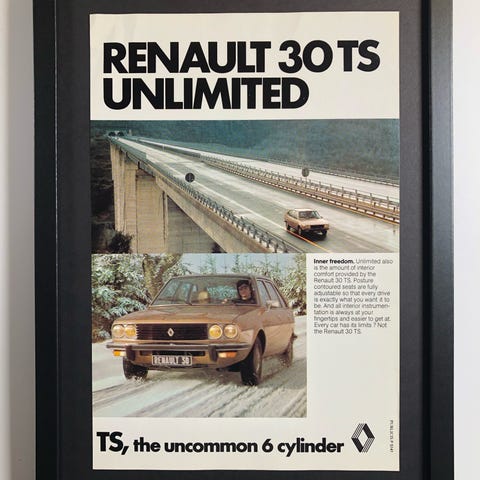 RENAULT 30 TS
UNLIMITED
Inner freedom. Unlimited also
is the amount of interior
comfort provided by the
Renault 30 TS. Posture
contoured seats are fully
adjustable so that every drive
is exactly what you want it to
be. And all interior instrumen-
tation is always at your
fingertips and easier to get at.
Every car has its limits? Not
the Renault 30 TS.
RENAULT 30
TS, the uncommon 6 cylinder